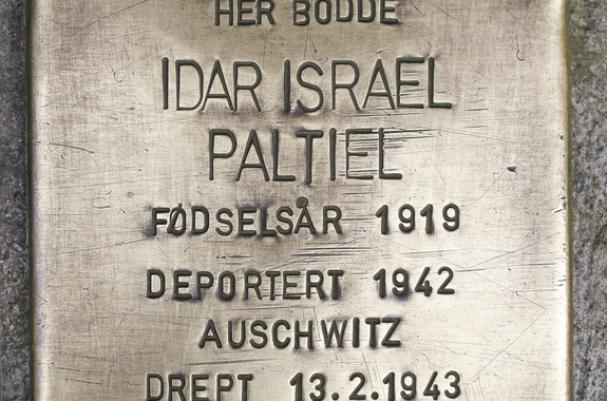 HER BODDE
IDAR ISRAEL
PALTIEL
FØDSELSÅR 1919
DEPORTERT 1942
AUSCHWITZ
DREPT 13.2.1943